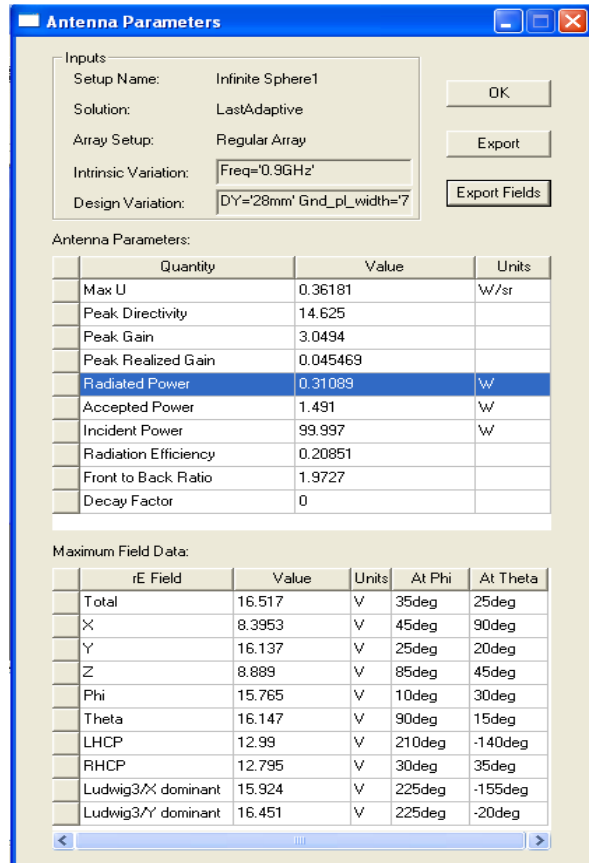 Antenna Parameters
Inputs
Setup Name: Infinite Sphere1
OK
Solution: LastAdaptive
Array Setup: Regular Array
Export
Intrinsic Variation: Freq='0.9GHz'
Export Fields
Design Variation: DY='28mm' Gnd_pl_width='7
Antenna Parameters:
Quantity Value Units
Max U 0.36181 W/sr
Peak Directivity 14.625
Peak Gain 3.0494
Peak Realized Gain 0.045469
Radiated Power 0.31089 W
Accepted Power 1.491 W
Incident Power 99.997 W
Radiation Efficiency 0.20851
Front to Back Ratio 1.9727
Decay Factor 0
Maximum Field Data:
rE Field Value Units At Phi At Theta
Total 16.517 V 35deg 25deg
X 8.3953 V 45deg 90deg
Y 16.137 V 25deg 20deg
Z 8.889 V 85deg 45deg
Phi 15.765 V 10deg 30deg
Theta 16.147 V 90deg 15deg
LHCP 12.99 V 210deg -140deg
RHCP 12.795 V 30deg 35deg
Ludwig3/X dominant 15.924 V 225deg -155deg
Ludwig3/Y dominant 16.451 V 225deg -20deg